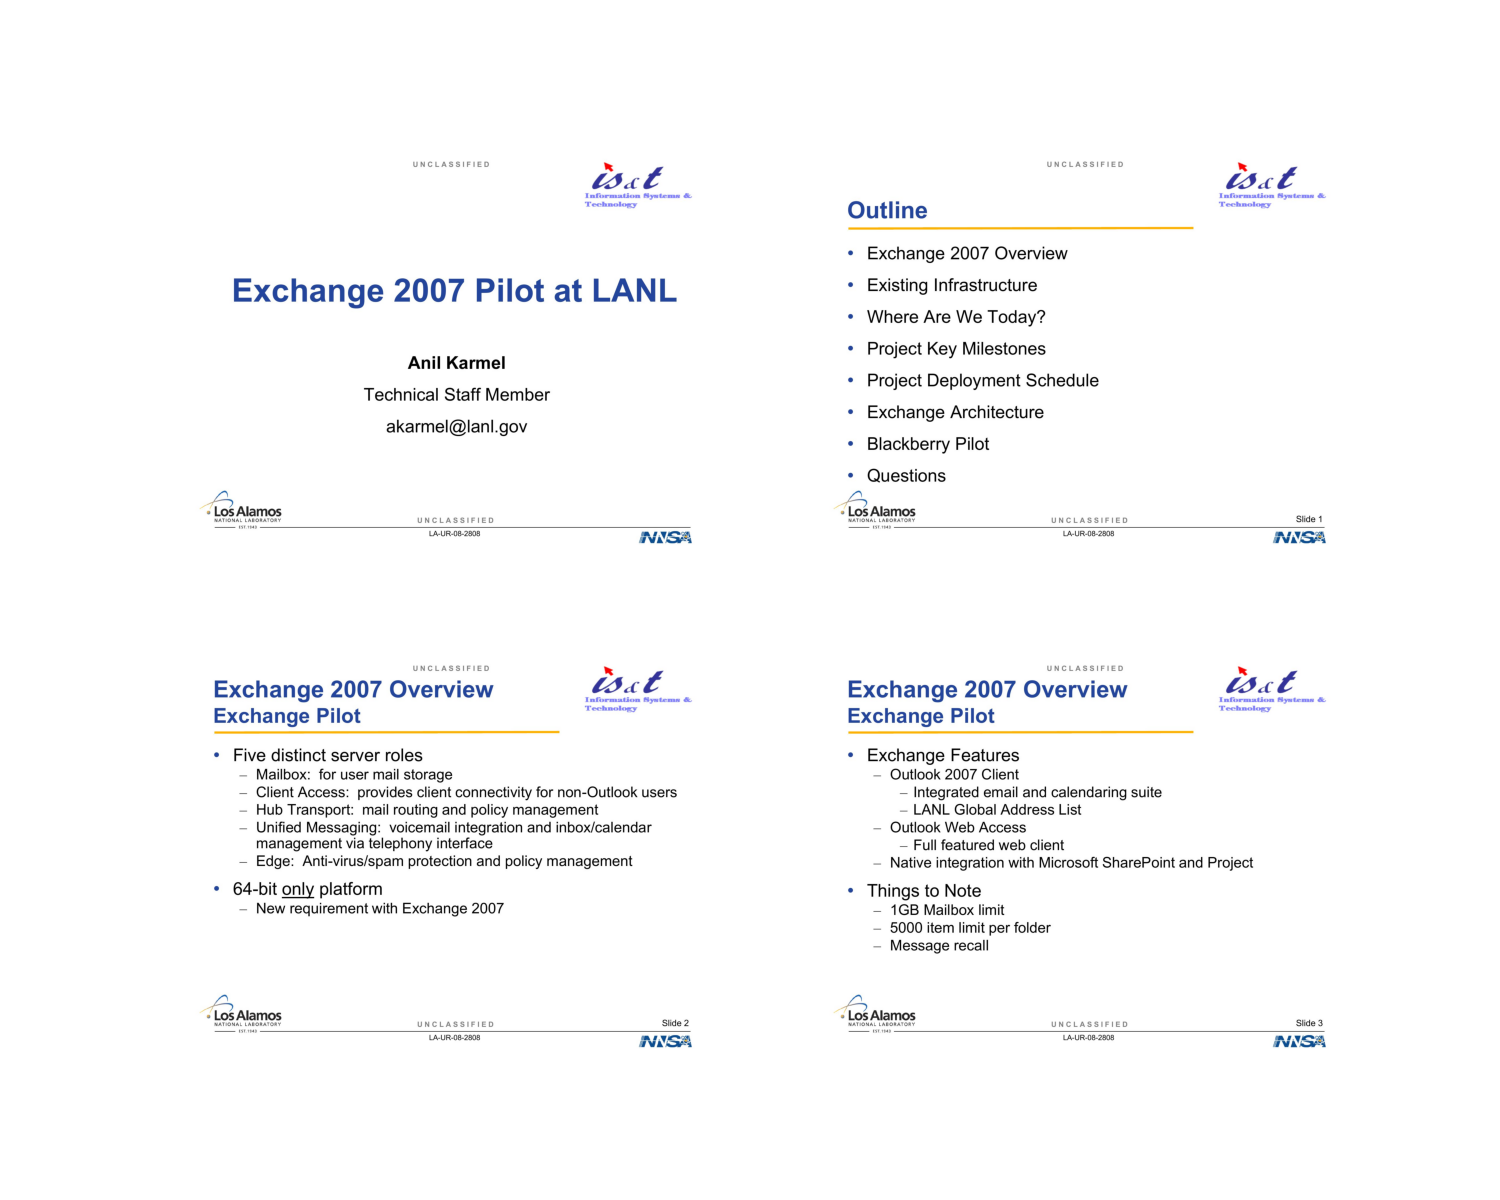 UNCLASSIFIED
is&t
Information Systems &
Technology
Exchange 2007 Pilot at LANL
Anil Karmel
Technical Staff Member
akarmel@lanl.gov
Los Alamos
NATIONAL LABORATORY
EST. 1943
UNCLASSIFIED
LA-UR-08-2808
NNSA
UNCLASSIFIED
is&t
Information Systems &
Technology
Outline
• Exchange 2007 Overview
• Existing Infrastructure
• Where Are We Today?
• Project Key Milestones
• Project Deployment Schedule
• Exchange Architecture
• Blackberry Pilot
• Questions
Los Alamos
NATIONAL LABORATORY
EST. 1943
UNCLASSIFIED
Slide 1
LA-UR-08-2808
NNSA
UNCLASSIFIED
is&t
Information Systems &
Technology
Exchange 2007 Overview
Exchange Pilot
• Five distinct server roles
– Mailbox: for user mail storage
– Client Access: provides client connectivity for non-Outlook users
– Hub Transport: mail routing and policy management
– Unified Messaging: voicemail integration and inbox/calendar
management via telephony interface
– Edge: Anti-virus/spam protection and policy management
• 64-bit only platform
– New requirement with Exchange 2007
Los Alamos
NATIONAL LABORATORY
EST. 1943
UNCLASSIFIED
Slide 2
LA-UR-08-2808
NNSA
UNCLASSIFIED
is&t
Information Systems &
Technology
Exchange 2007 Overview
Exchange Pilot
• Exchange Features
– Outlook 2007 Client
– Integrated email and calendaring suite
– LANL Global Address List
– Outlook Web Access
– Full featured web client
– Native integration with Microsoft SharePoint and Project
• Things to Note
– 1GB Mailbox limit
– 5000 item limit per folder
– Message recall
Los Alamos
NATIONAL LABORATORY
EST. 1943
UNCLASSIFIED
Slide 3
LA-UR-08-2808
NNSA